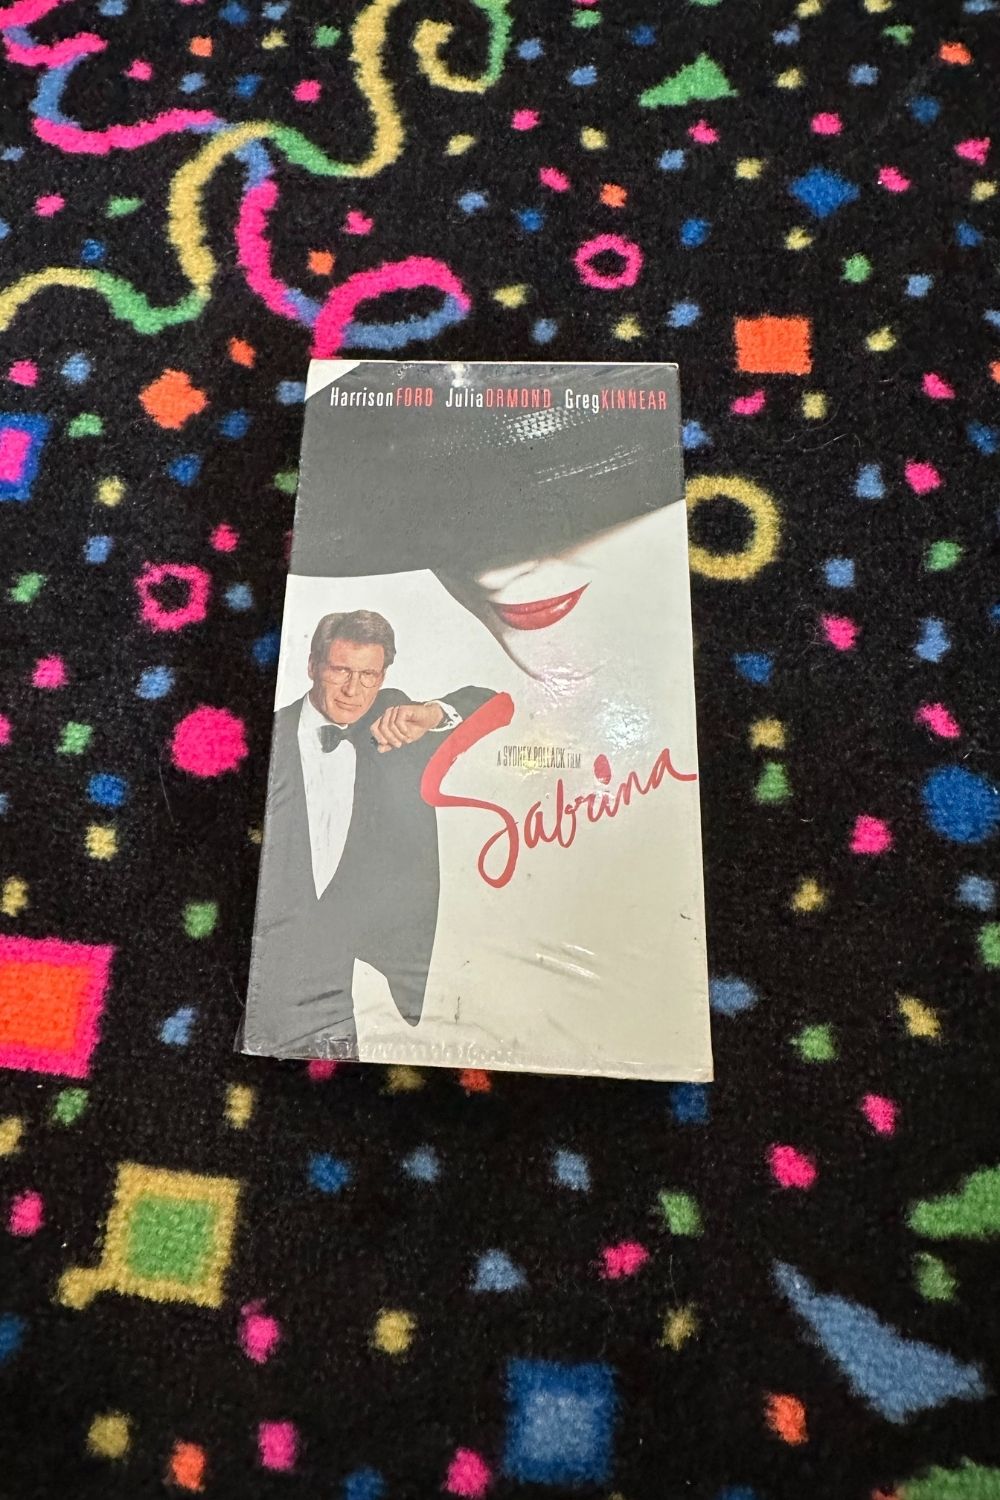 HarrisonFORD JuliaORMOND GregKINNEAR
A SYDNEY POLLACK FILM
Sabrina